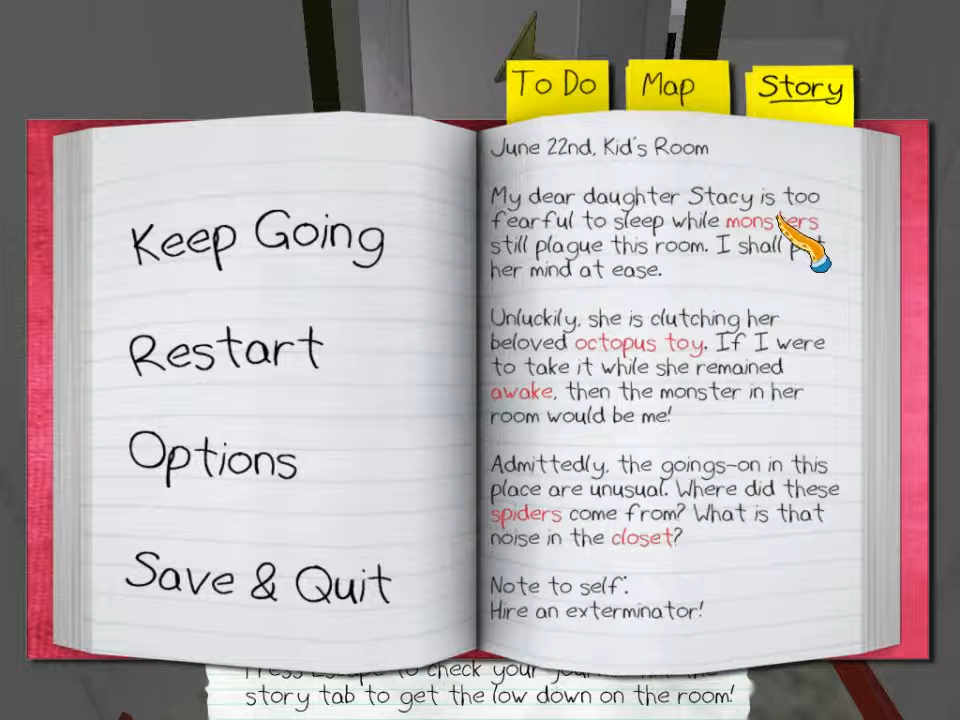 To Do
Map
Story
Keep Going
Restart
Options
Save & Quit
June 22nd, Kid's Room
My dear daughter Stacy is too
fearful to sleep while monsters
still plague this room. I shall
her mind at ease.
Unluckily, she is clutching her
beloved octopus toy. If I were
to take it while she remained
awake, then the monster in her
room would be me!
Admittedly, the goings-on in this
place are unusual. Where did these
spiders come from? What is that
noise in the closet?
Note to self:
Hire an exterminator!
Press Escape to check your
story tab to get the low down on the room!